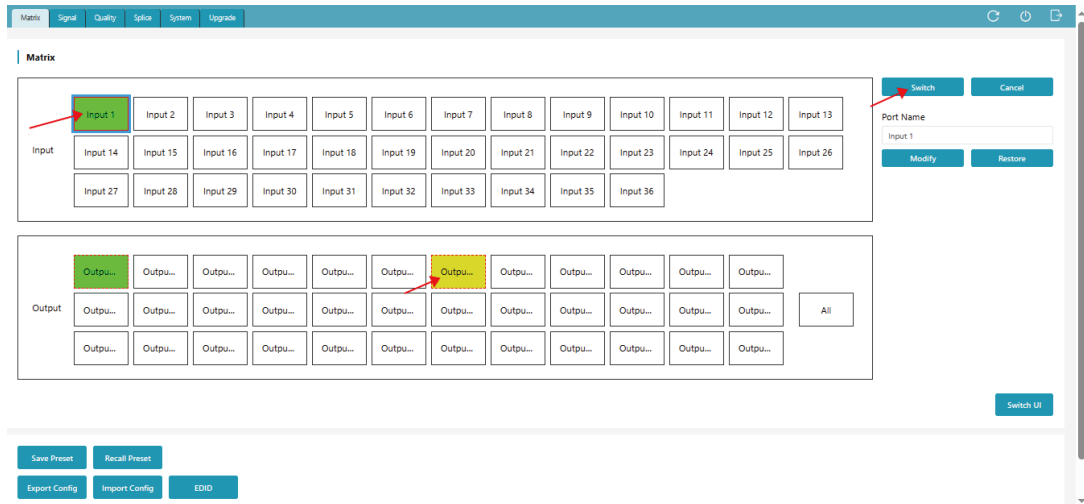 Matrix Signal Quality Splice System Upgrade
Matrix
Switch Cancel
Input 1 Input 2 Input 3 Input 4 Input 5 Input 6 Input 7 Input 8 Input 9 Input 10 Input 11 Input 12 Input 13
Port Name
Input 1
Input
Input 14 Input 15 Input 16 Input 17 Input 18 Input 19 Input 20 Input 21 Input 22 Input 23 Input 24 Input 25 Input 26
Modify Restore
Input 27 Input 28 Input 29 Input 30 Input 31 Input 32 Input 33 Input 34 Input 35 Input 36
Outpu... Outpu... Outpu... Outpu... Outpu... Outpu... Outpu... Outpu... Outpu... Outpu... Outpu... Outpu...
Output Outpu... Outpu... Outpu... Outpu... Outpu... Outpu... Outpu... Outpu... Outpu... Outpu... Outpu... Outpu... All
Outpu... Outpu... Outpu... Outpu... Outpu... Outpu... Outpu... Outpu... Outpu... Outpu... Outpu... Outpu...
Switch UI
Save Preset Recall Preset
Export Config Import Config EDID